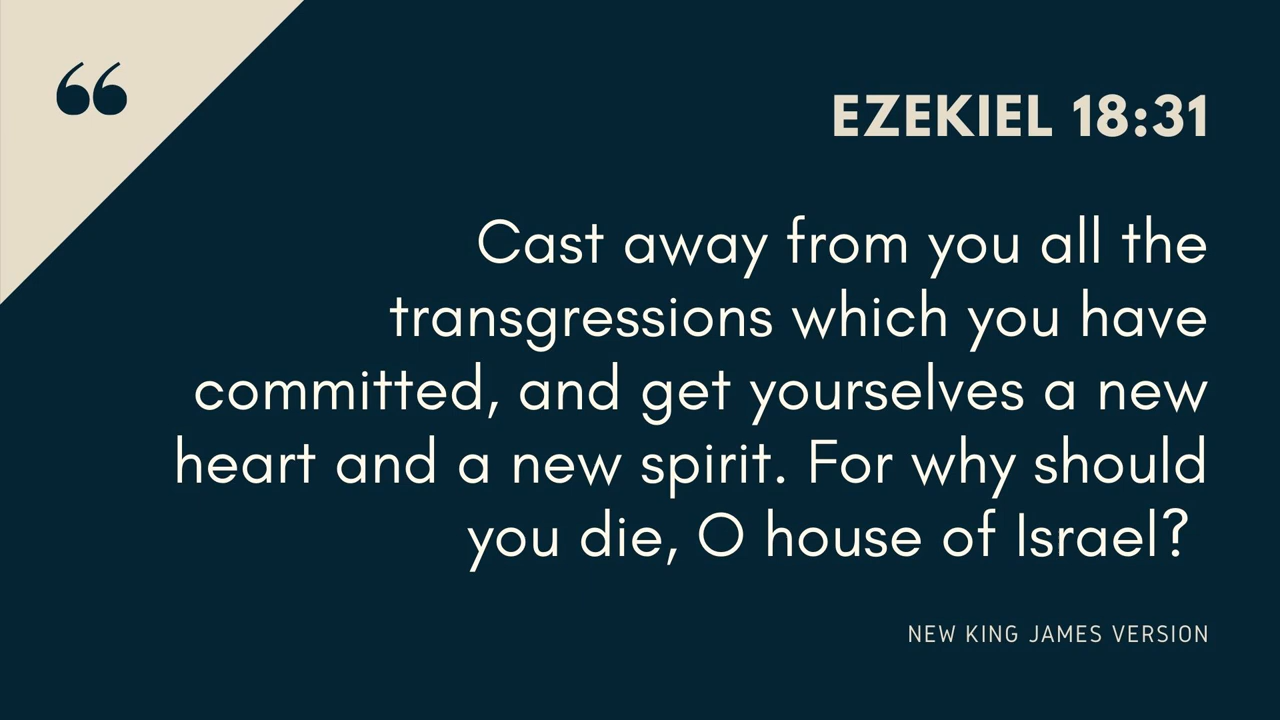 “
EZEKIEL 18:31
Cast away from you all the
transgressions which you have
committed, and get yourselves a new
heart and a new spirit. For why should
you die, O house of Israel?
NEW KING JAMES VERSION